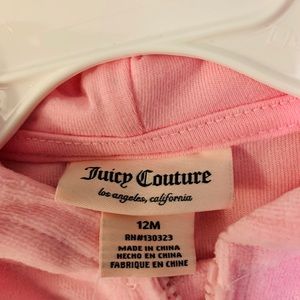 Juicy Couture
los angeles, california
12M
RN#130323
MADE IN CHINA
HECHO EN CHINA
FABRIQUE EN CHINE